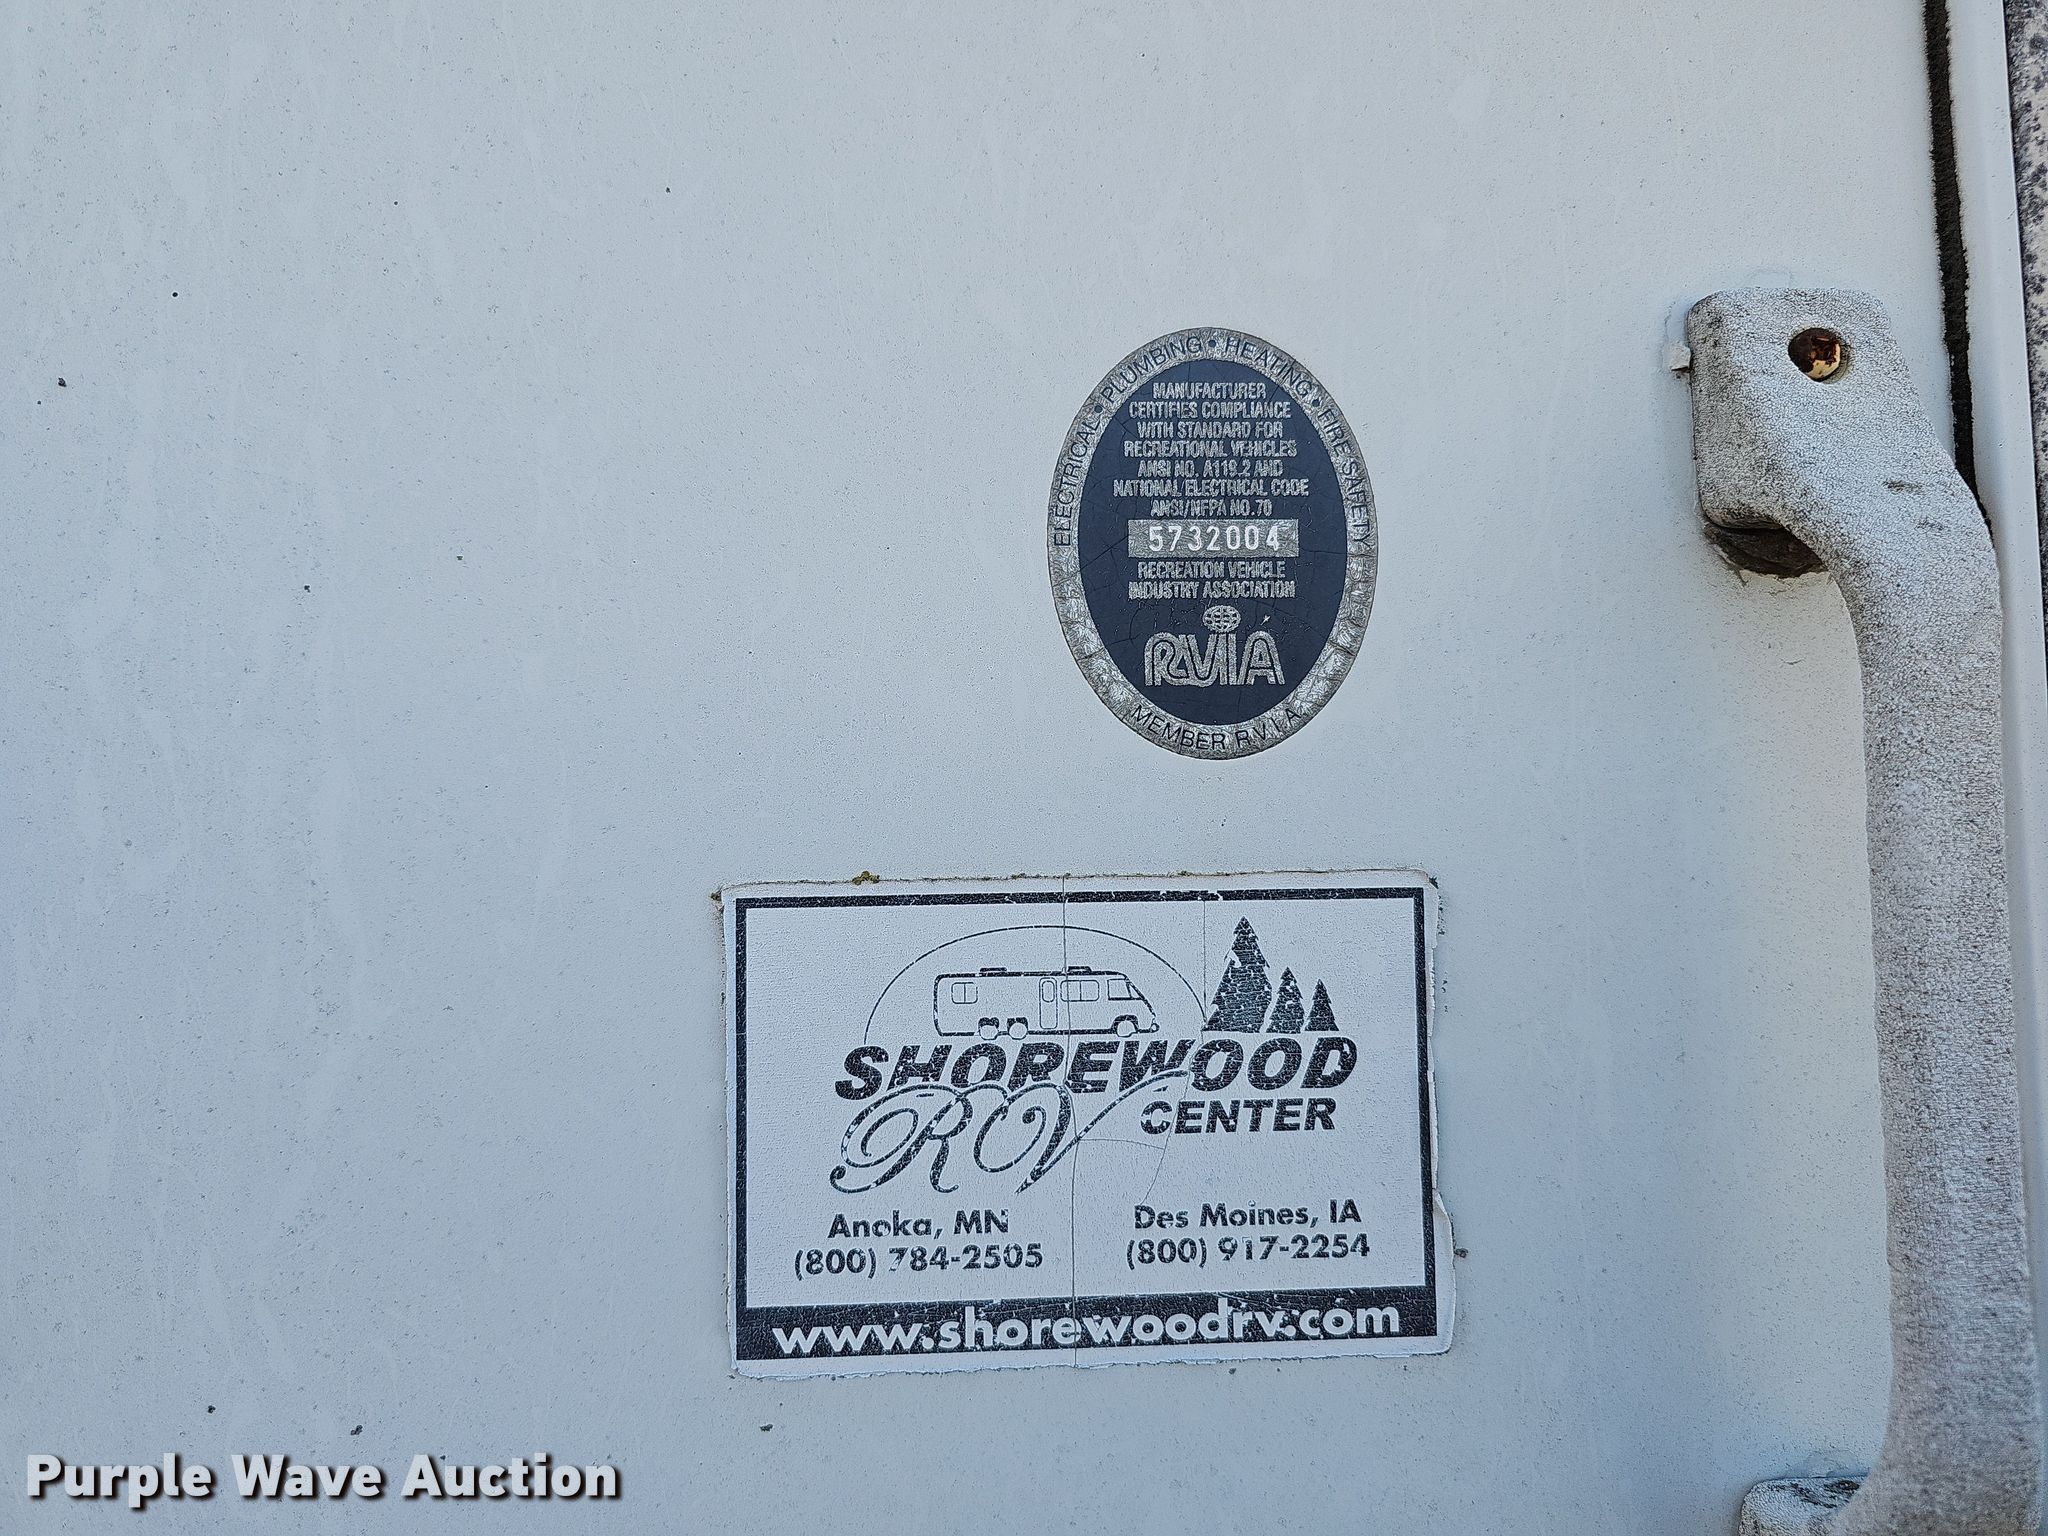 ELECTRICAL • PLUMBING • HEATING • FIRE SAFETY
MANUFACTURER
CERTIFIES COMPLIANCE
WITH STANDARD FOR
RECREATIONAL VEHICLES
ANSI NO. A119.2 AND
NATIONAL ELECTRICAL CODE
ANSI/NFPA NO.70
5732004
RECREATION VEHICLE
INDUSTRY ASSOCIATION
RVIA
MEMBER R.V.I.A.
SHOREWOOD
RV CENTER
Anoka, MN
(800) 784-2505
Des Moines, IA
(800) 917-2254
www.shorewoodrv.com
Purple Wave Auction